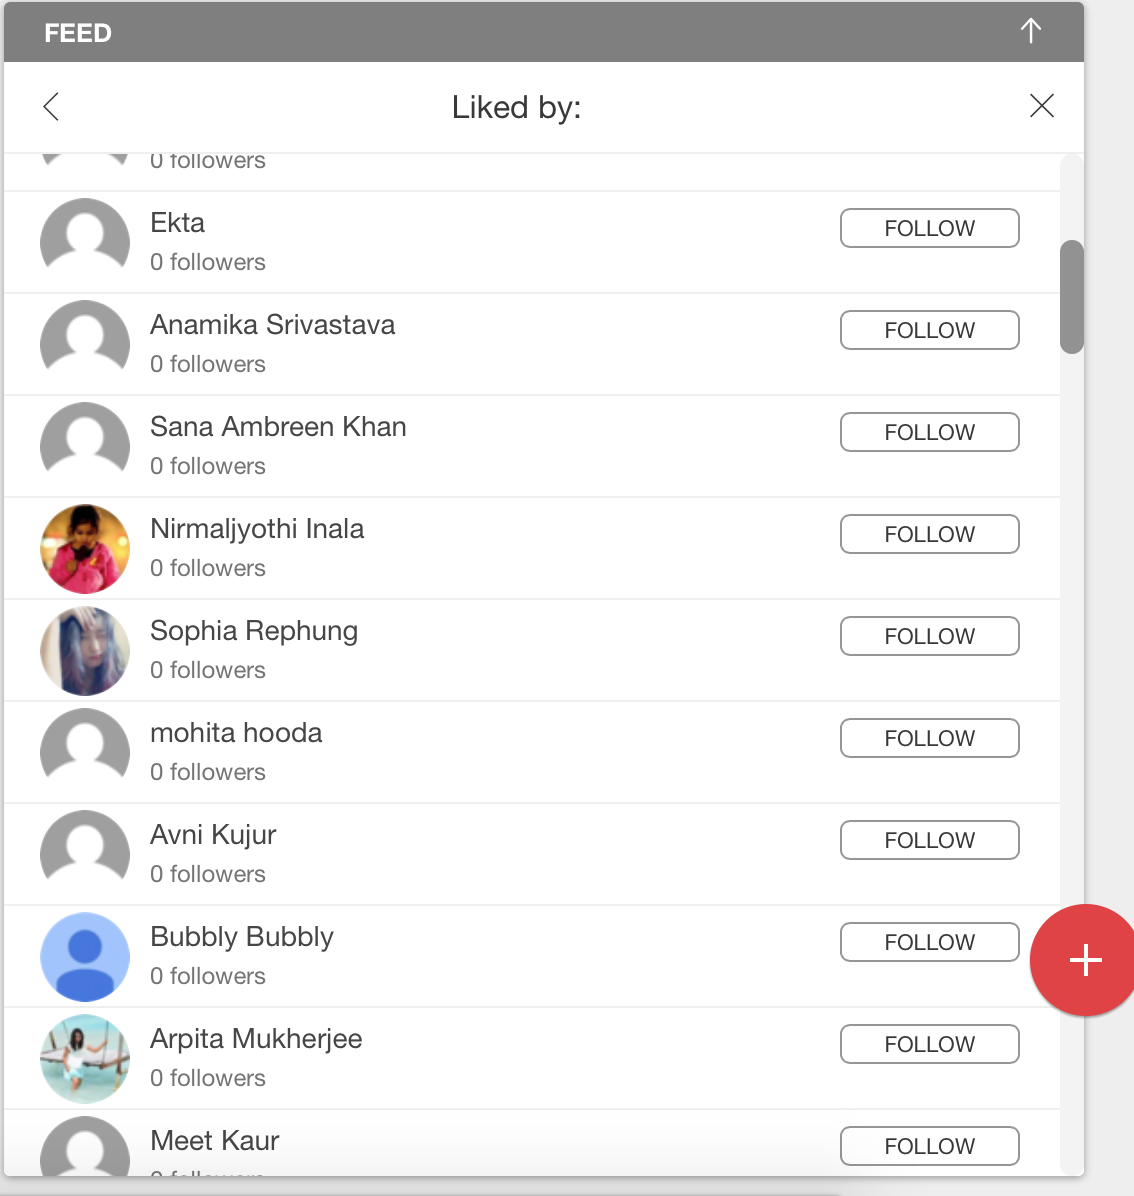 FEED
Liked by:
0 followers
Ekta
FOLLOW
0 followers
Anamika Srivastava
FOLLOW
0 followers
Sana Ambreen Khan
FOLLOW
0 followers
Nirmaljyothi Inala
FOLLOW
0 followers
Sophia Rephung
FOLLOW
0 followers
mohita hooda
FOLLOW
0 followers
Avni Kujur
FOLLOW
0 followers
Bubbly Bubbly
FOLLOW
0 followers
Arpita Mukherjee
FOLLOW
0 followers
Meet Kaur
FOLLOW
0 followers